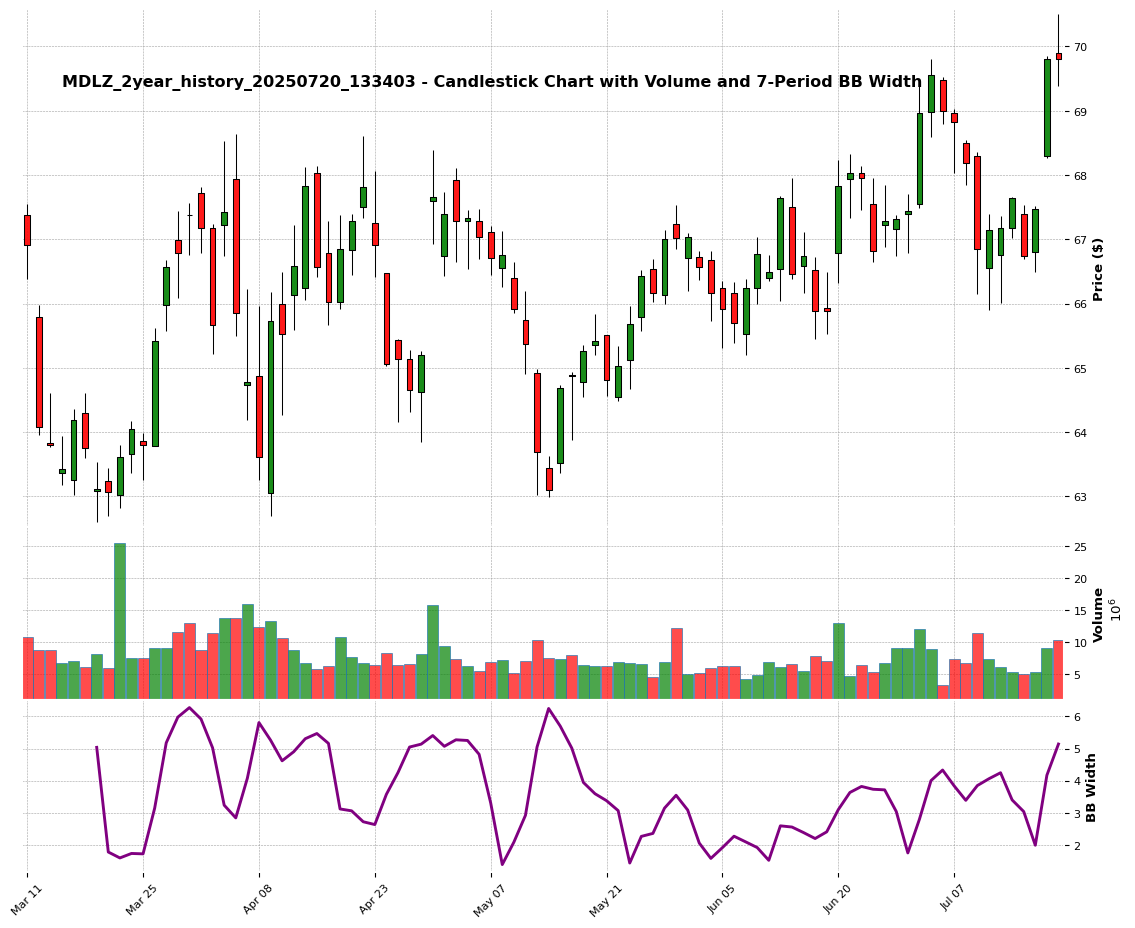 MDLZ_2year_history_20250720_133403 - Candlestick Chart with Volume and 7-Period BB Width
70
69
68
67
66
65
64
63
Price ($)
25
20
15
10
5
Volume
10^6
6
5
4
3
2
BB Width
Mar 11
Mar 25
Apr 08
Apr 23
May 07
May 21
Jun 05
Jun 20
Jul 07